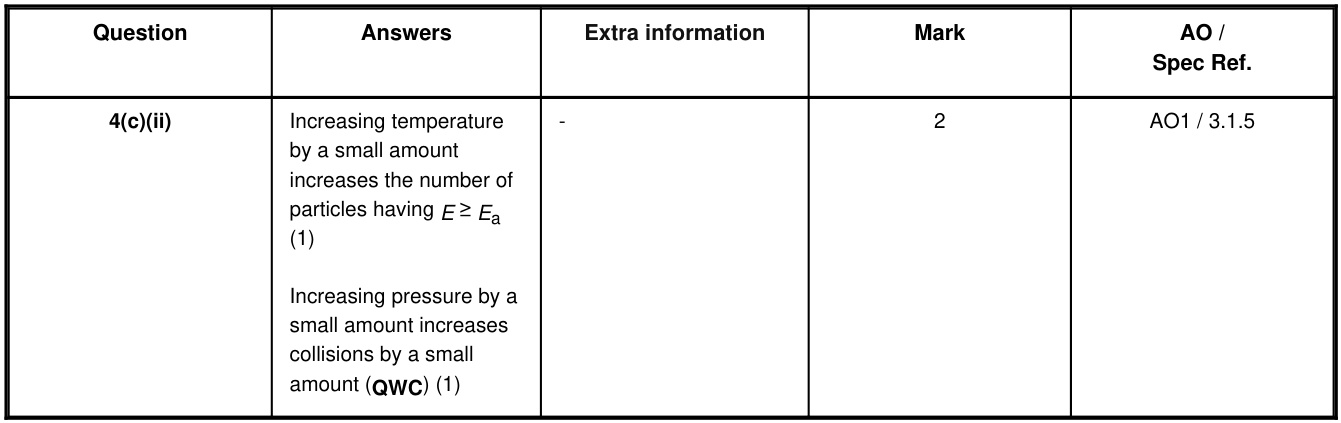 Question Answers Extra information Mark AO /
Spec Ref.
4(c)(ii) Increasing temperature - 2 AO1 / 3.1.5
by a small amount
increases the number of
particles having E ≥ Ea
(1)
Increasing pressure by a
small amount increases
collisions by a small
amount (QWC) (1)